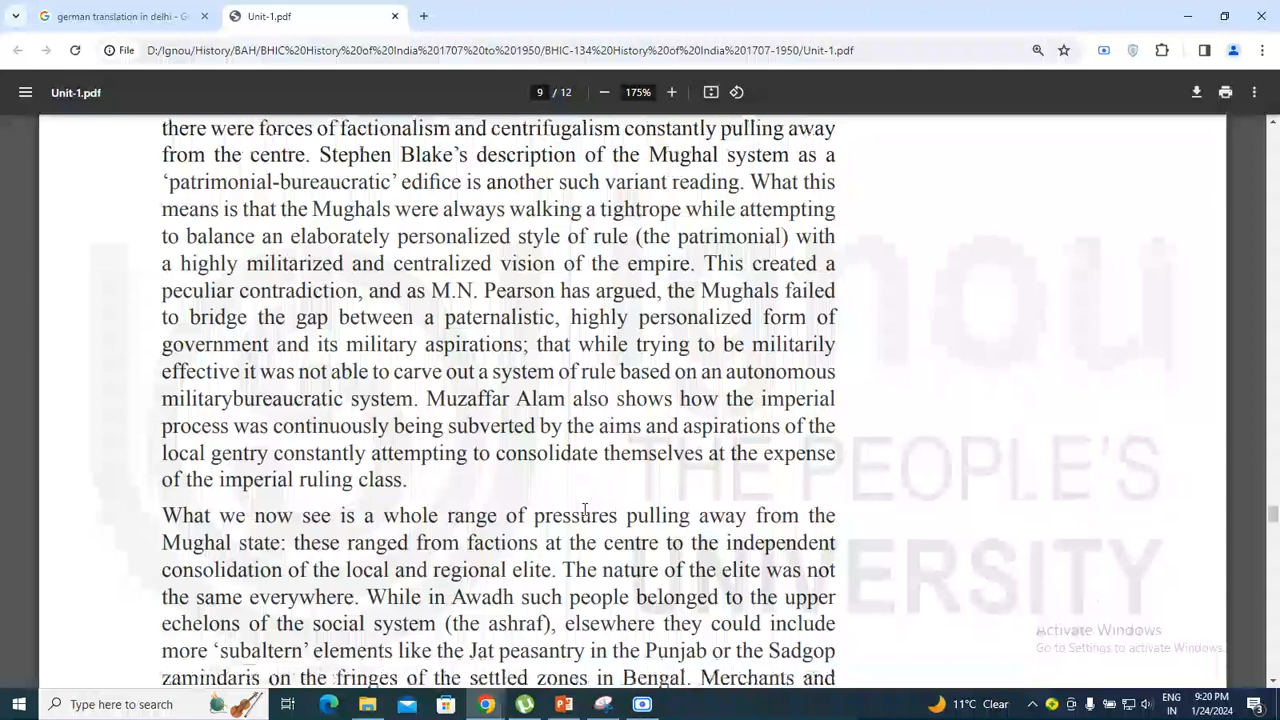 german translation in delhi - G
Unit-1.pdf
File
D:/Ignou/History/BAH/BHIC%20History%20of%20India%201707%20to%201950/BHIC-134%20History%20of%20India%201707-1950/Unit-1.pdf
Unit-1.pdf
9 / 12
175%
there were forces of factionalism and centrifugalism constantly pulling away
from the centre. Stephen Blake’s description of the Mughal system as a
‘patrimonial-bureaucratic’ edifice is another such variant reading. What this
means is that the Mughals were always walking a tightrope while attempting
to balance an elaborately personalized style of rule (the patrimonial) with
a highly militarized and centralized vision of the empire. This created a
peculiar contradiction, and as M.N. Pearson has argued, the Mughals failed
to bridge the gap between a paternalistic, highly personalized form of
government and its military aspirations; that while trying to be militarily
effective it was not able to carve out a system of rule based on an autonomous
militarybureaucratic system. Muzaffar Alam also shows how the imperial
process was continuously being subverted by the aims and aspirations of the
local gentry constantly attempting to consolidate themselves at the expense
of the imperial ruling class.
What we now see is a whole range of pressures pulling away from the
Mughal state: these ranged from factions at the centre to the independent
consolidation of the local and regional elite. The nature of the elite was not
the same everywhere. While in Awadh such people belonged to the upper
echelons of the social system (the ashraf), elsewhere they could include
more ‘subaltern’ elements like the Jat peasantry in the Punjab or the Sadgop
zamindaris on the fringes of the settled zones in Bengal. Merchants and
ignou
THE PEOPLE'S
UNIVERSITY
Activate Windows
Go to Settings to activate Windows.
Type here to search
11°C Clear
ENG
IN
9:20 PM
1/24/2024
3